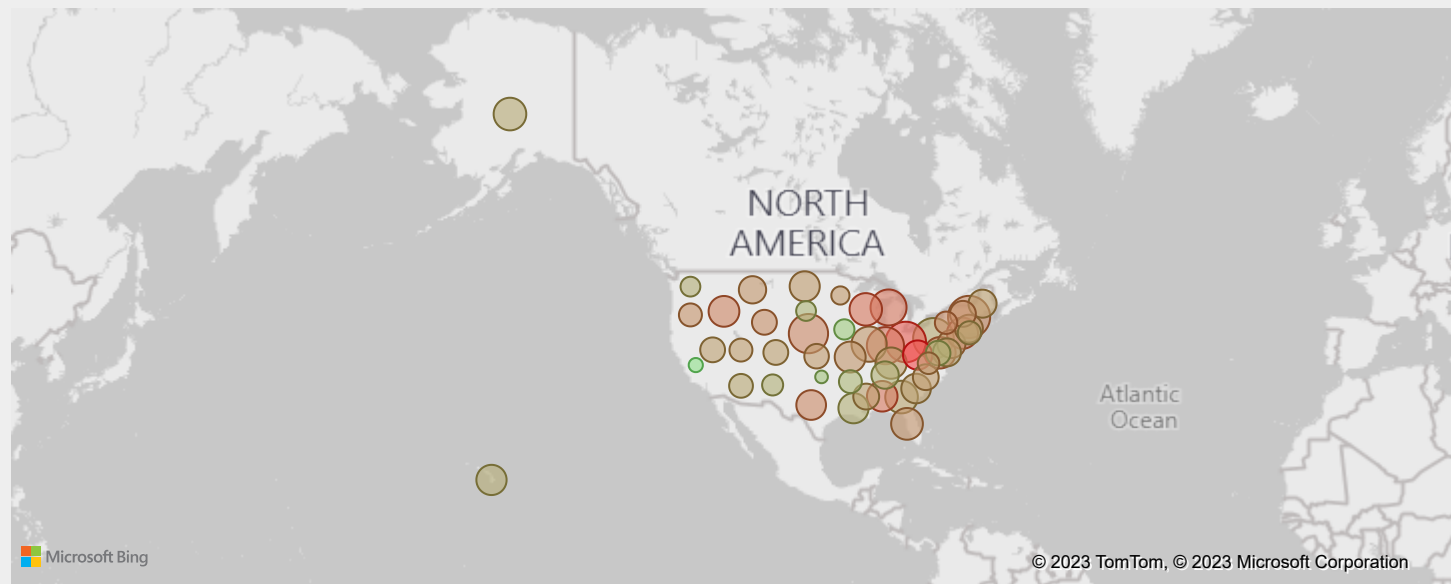 NORTH
AMERICA
Atlantic
Ocean
Microsoft Bing
© 2023 TomTom, © 2023 Microsoft Corporation